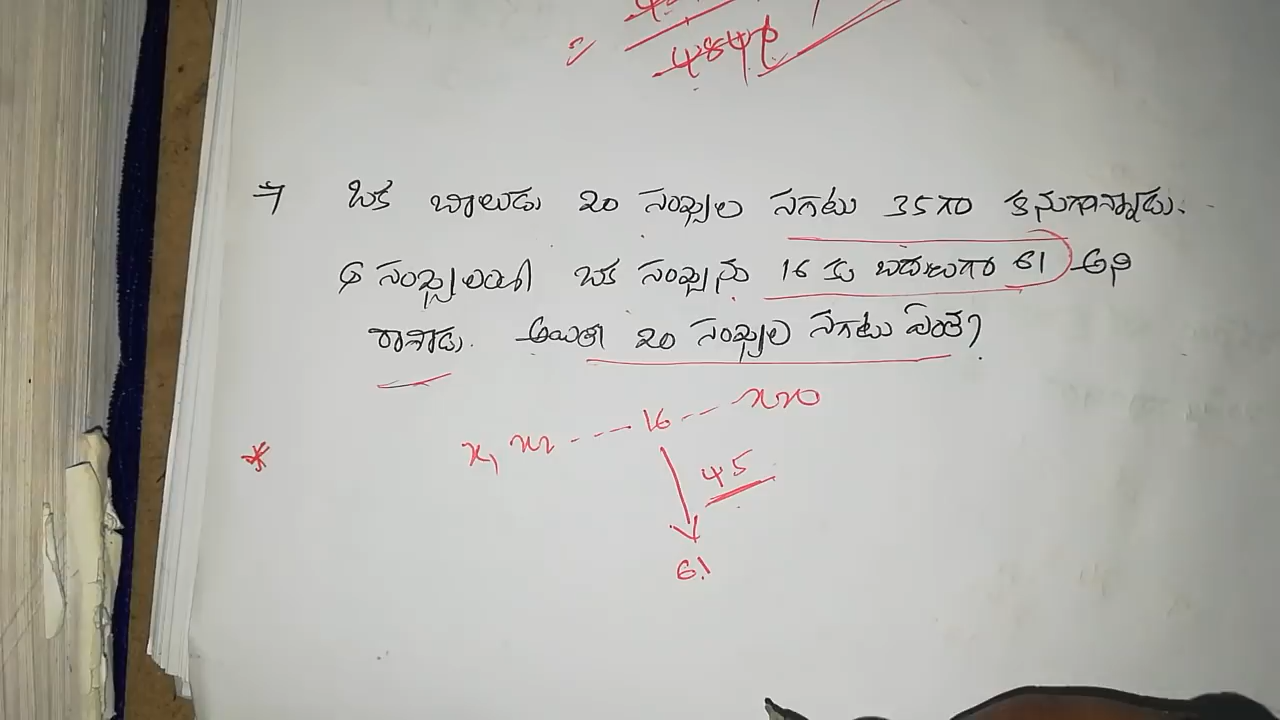 4847
→ ఒక బాలుడు 20 సంఖ్యల సగటు 35గా కనుగొన్నాడు.
ఆ సంఖ్యలలో ఒక సంఖ్యను 16 కు బదులుగా 61 అని
రాశాడు. అయితే 20 సంఖ్యల సగటు ఎంత?
* x1 x2 --- 16 -- x20
45
61